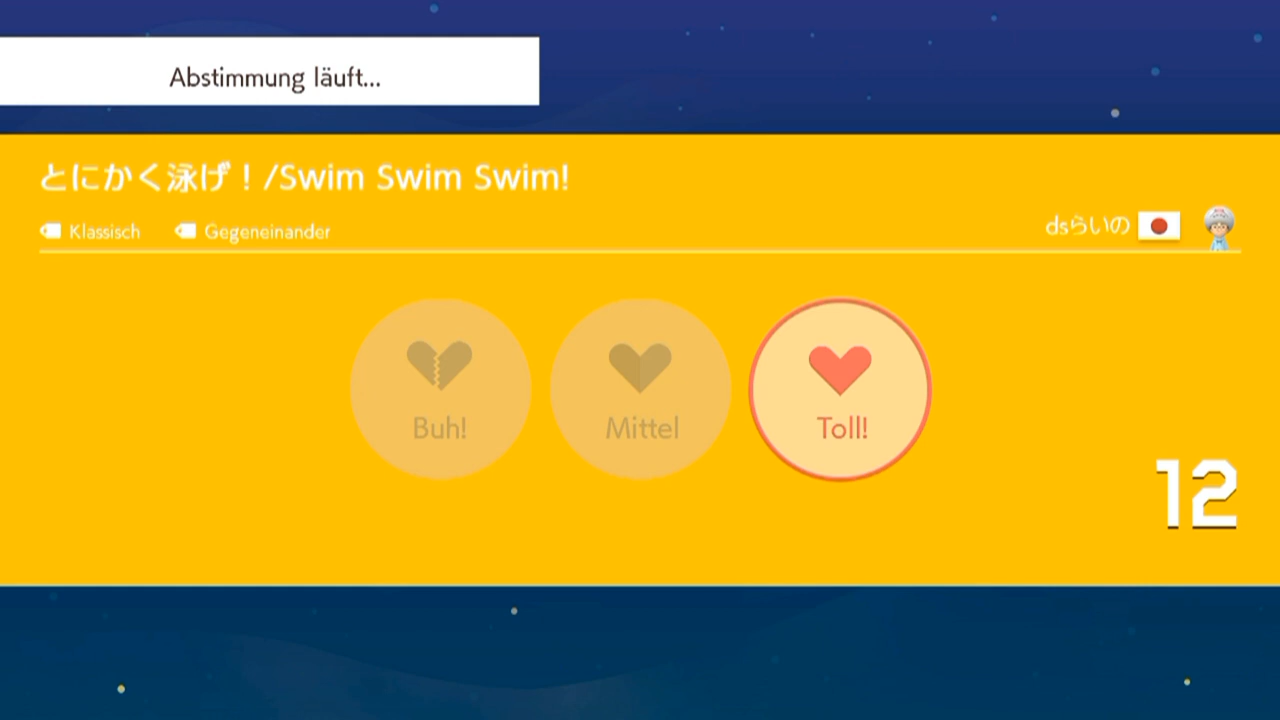 Abstimmung läuft...
とにかく泳げ！/Swim Swim Swim!
Klassisch Gegeneinander
dsらいの
Buh! Mittel Toll!
12